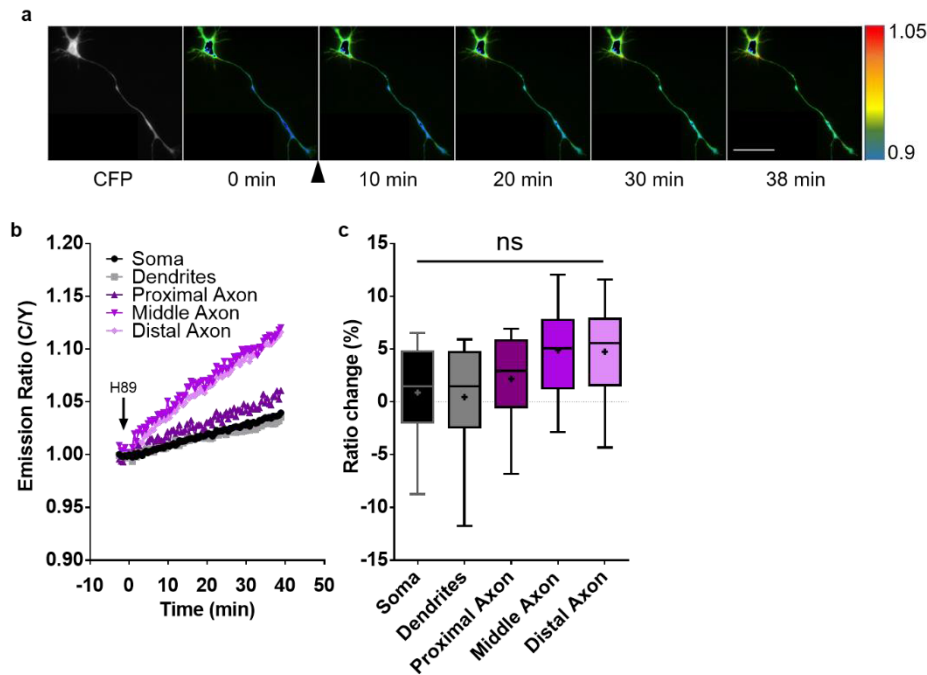 a
1.05
0.9
CFP
0 min
10 min
20 min
30 min
38 min
b
1.20
1.15
1.10
1.05
1.00
0.95
0.90
Emission Ratio (C/Y)
Soma
Dendrites
Proximal Axon
Middle Axon
Distal Axon
H89
-10 0 10 20 30 40 50
Time (min)
c
ns
15
10
5
0
-5
-10
-15
Ratio change (%)
Soma
Dendrites
Proximal Axon
Middle Axon
Distal Axon